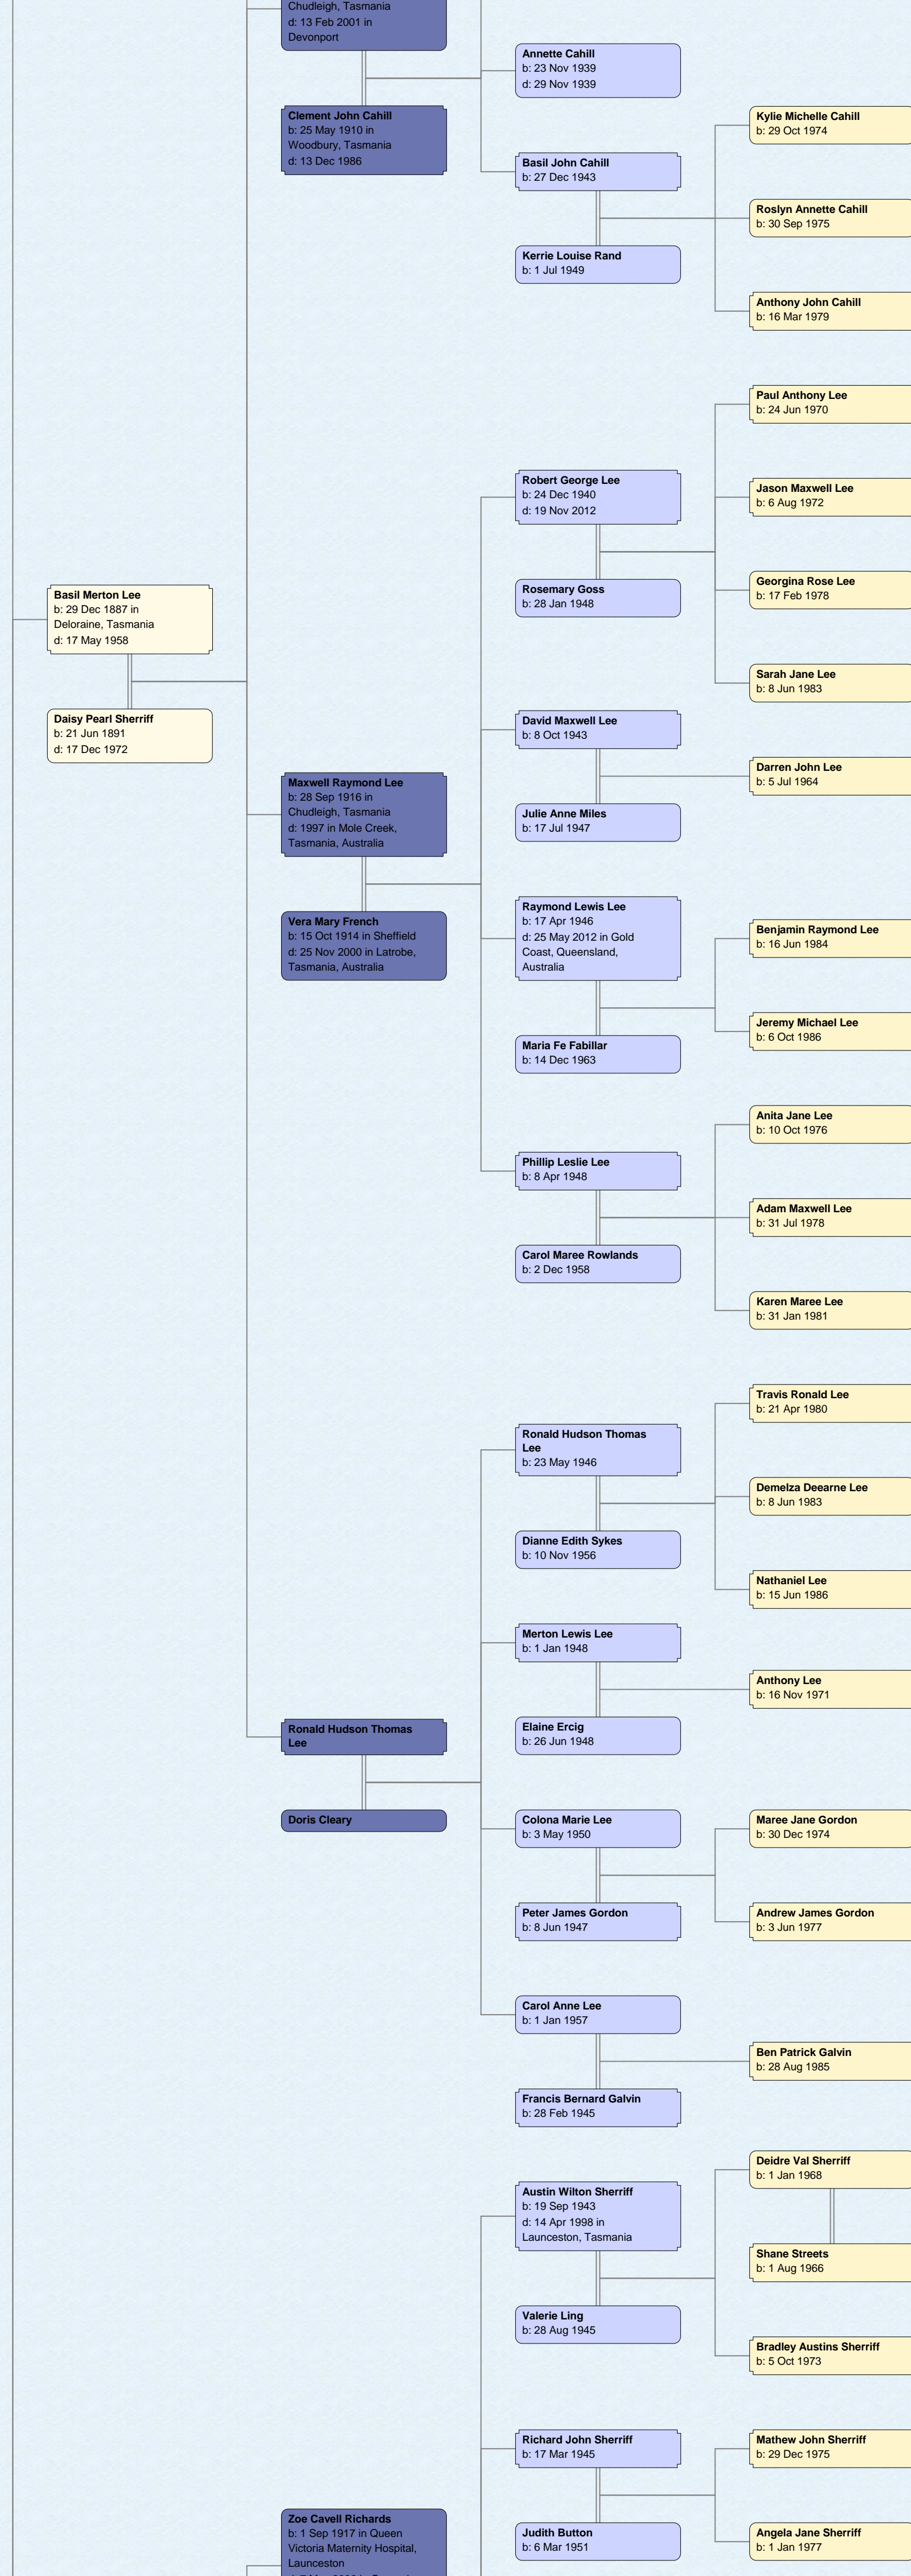 Chudleigh, Tasmania
d: 13 Feb 2001 in
Devonport
Clement John Cahill
b: 25 May 1910 in
Woodbury, Tasmania
d: 13 Dec 1986
Annette Cahill
b: 23 Nov 1939
d: 29 Nov 1939
Basil John Cahill
b: 27 Dec 1943
Kerrie Louise Rand
b: 1 Jul 1949
Kylie Michelle Cahill
b: 29 Oct 1974
Roslyn Annette Cahill
b: 30 Sep 1975
Anthony John Cahill
b: 16 Mar 1979
Basil Merton Lee
b: 29 Dec 1887 in
Deloraine, Tasmania
d: 17 May 1958
Daisy Pearl Sherriff
b: 21 Jun 1891
d: 17 Dec 1972
Maxwell Raymond Lee
b: 28 Sep 1916 in
Chudleigh, Tasmania
d: 1997 in Mole Creek,
Tasmania, Australia
Vera Mary French
b: 15 Oct 1914 in Sheffield
d: 25 Nov 2000 in Latrobe,
Tasmania, Australia
Robert George Lee
b: 24 Dec 1940
d: 19 Nov 2012
Rosemary Goss
b: 28 Jan 1948
Paul Anthony Lee
b: 24 Jun 1970
Jason Maxwell Lee
b: 6 Aug 1972
Georgina Rose Lee
b: 17 Feb 1978
Sarah Jane Lee
b: 8 Jun 1983
David Maxwell Lee
b: 8 Oct 1943
Julie Anne Miles
b: 17 Jul 1947
Darren John Lee
b: 5 Jul 1964
Raymond Lewis Lee
b: 17 Apr 1946
d: 25 May 2012 in Gold
Coast, Queensland,
Australia
Maria Fe Fabillar
b: 14 Dec 1963
Benjamin Raymond Lee
b: 16 Jun 1984
Jeremy Michael Lee
b: 6 Oct 1986
Phillip Leslie Lee
b: 8 Apr 1948
Carol Maree Rowlands
b: 2 Dec 1958
Anita Jane Lee
b: 10 Oct 1976
Adam Maxwell Lee
b: 31 Jul 1978
Karen Maree Lee
b: 31 Jan 1981
Ronald Hudson Thomas
Lee
Doris Cleary
Ronald Hudson Thomas
Lee
b: 23 May 1946
Dianne Edith Sykes
b: 10 Nov 1956
Travis Ronald Lee
b: 21 Apr 1980
Demelza Deearne Lee
b: 8 Jun 1983
Nathaniel Lee
b: 15 Jun 1986
Merton Lewis Lee
b: 1 Jan 1948
Elaine Ercig
b: 26 Jun 1948
Anthony Lee
b: 16 Nov 1971
Colona Marie Lee
b: 3 May 1950
Peter James Gordon
b: 8 Jun 1947
Maree Jane Gordon
b: 30 Dec 1974
Andrew James Gordon
b: 3 Jun 1977
Carol Anne Lee
b: 1 Jan 1957
Francis Bernard Galvin
b: 28 Feb 1945
Ben Patrick Galvin
b: 28 Aug 1985
Austin Wilton Sherriff
b: 19 Sep 1943
d: 14 Apr 1998 in
Launceston, Tasmania
Valerie Ling
b: 28 Aug 1945
Deidre Val Sherriff
b: 1 Jan 1968
Shane Streets
b: 1 Aug 1966
Bradley Austins Sherriff
b: 5 Oct 1973
Richard John Sherriff
b: 17 Mar 1945
Judith Button
b: 6 Mar 1951
Mathew John Sherriff
b: 29 Dec 1975
Angela Jane Sherriff
b: 1 Jan 1977
Zoe Cavell Richards
b: 1 Sep 1917 in Queen
Victoria Maternity Hospital,
Launceston